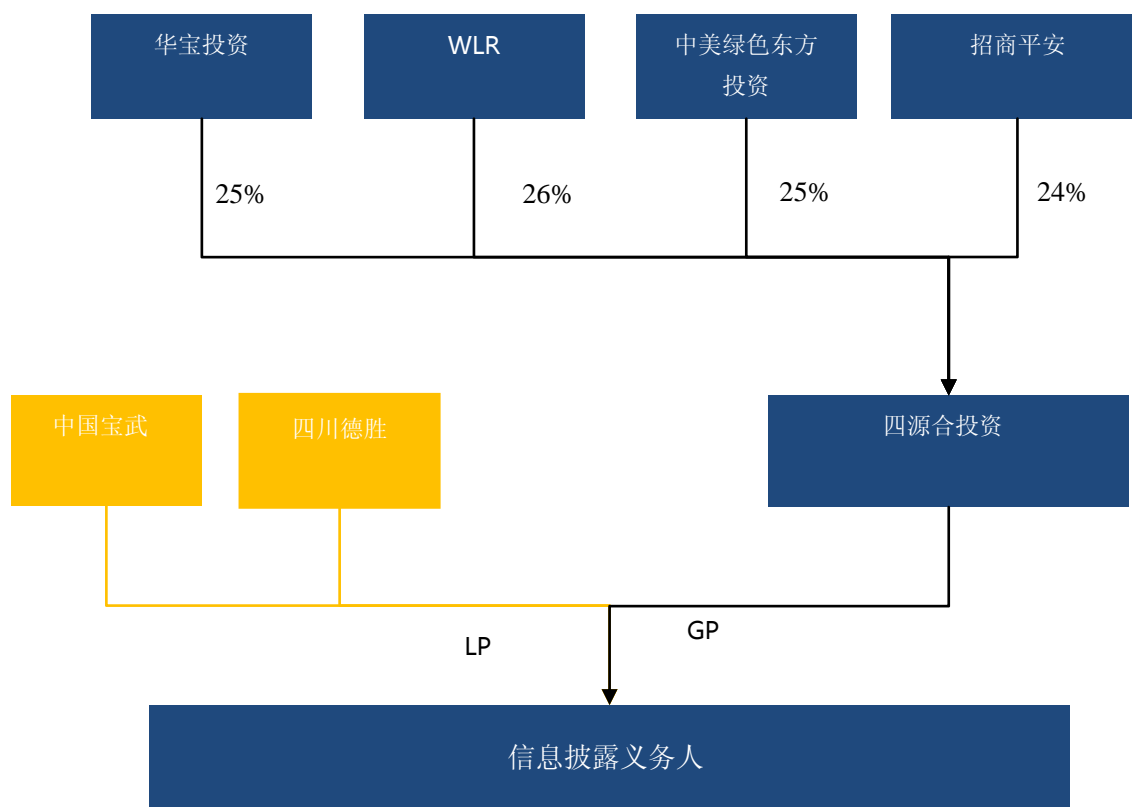 华宝投资
WLR
中美绿色东方
投资
招商平安
25%
26%
25%
24%
中国宝武
四川德胜
四源合投资
LP
GP
信息披露义务人